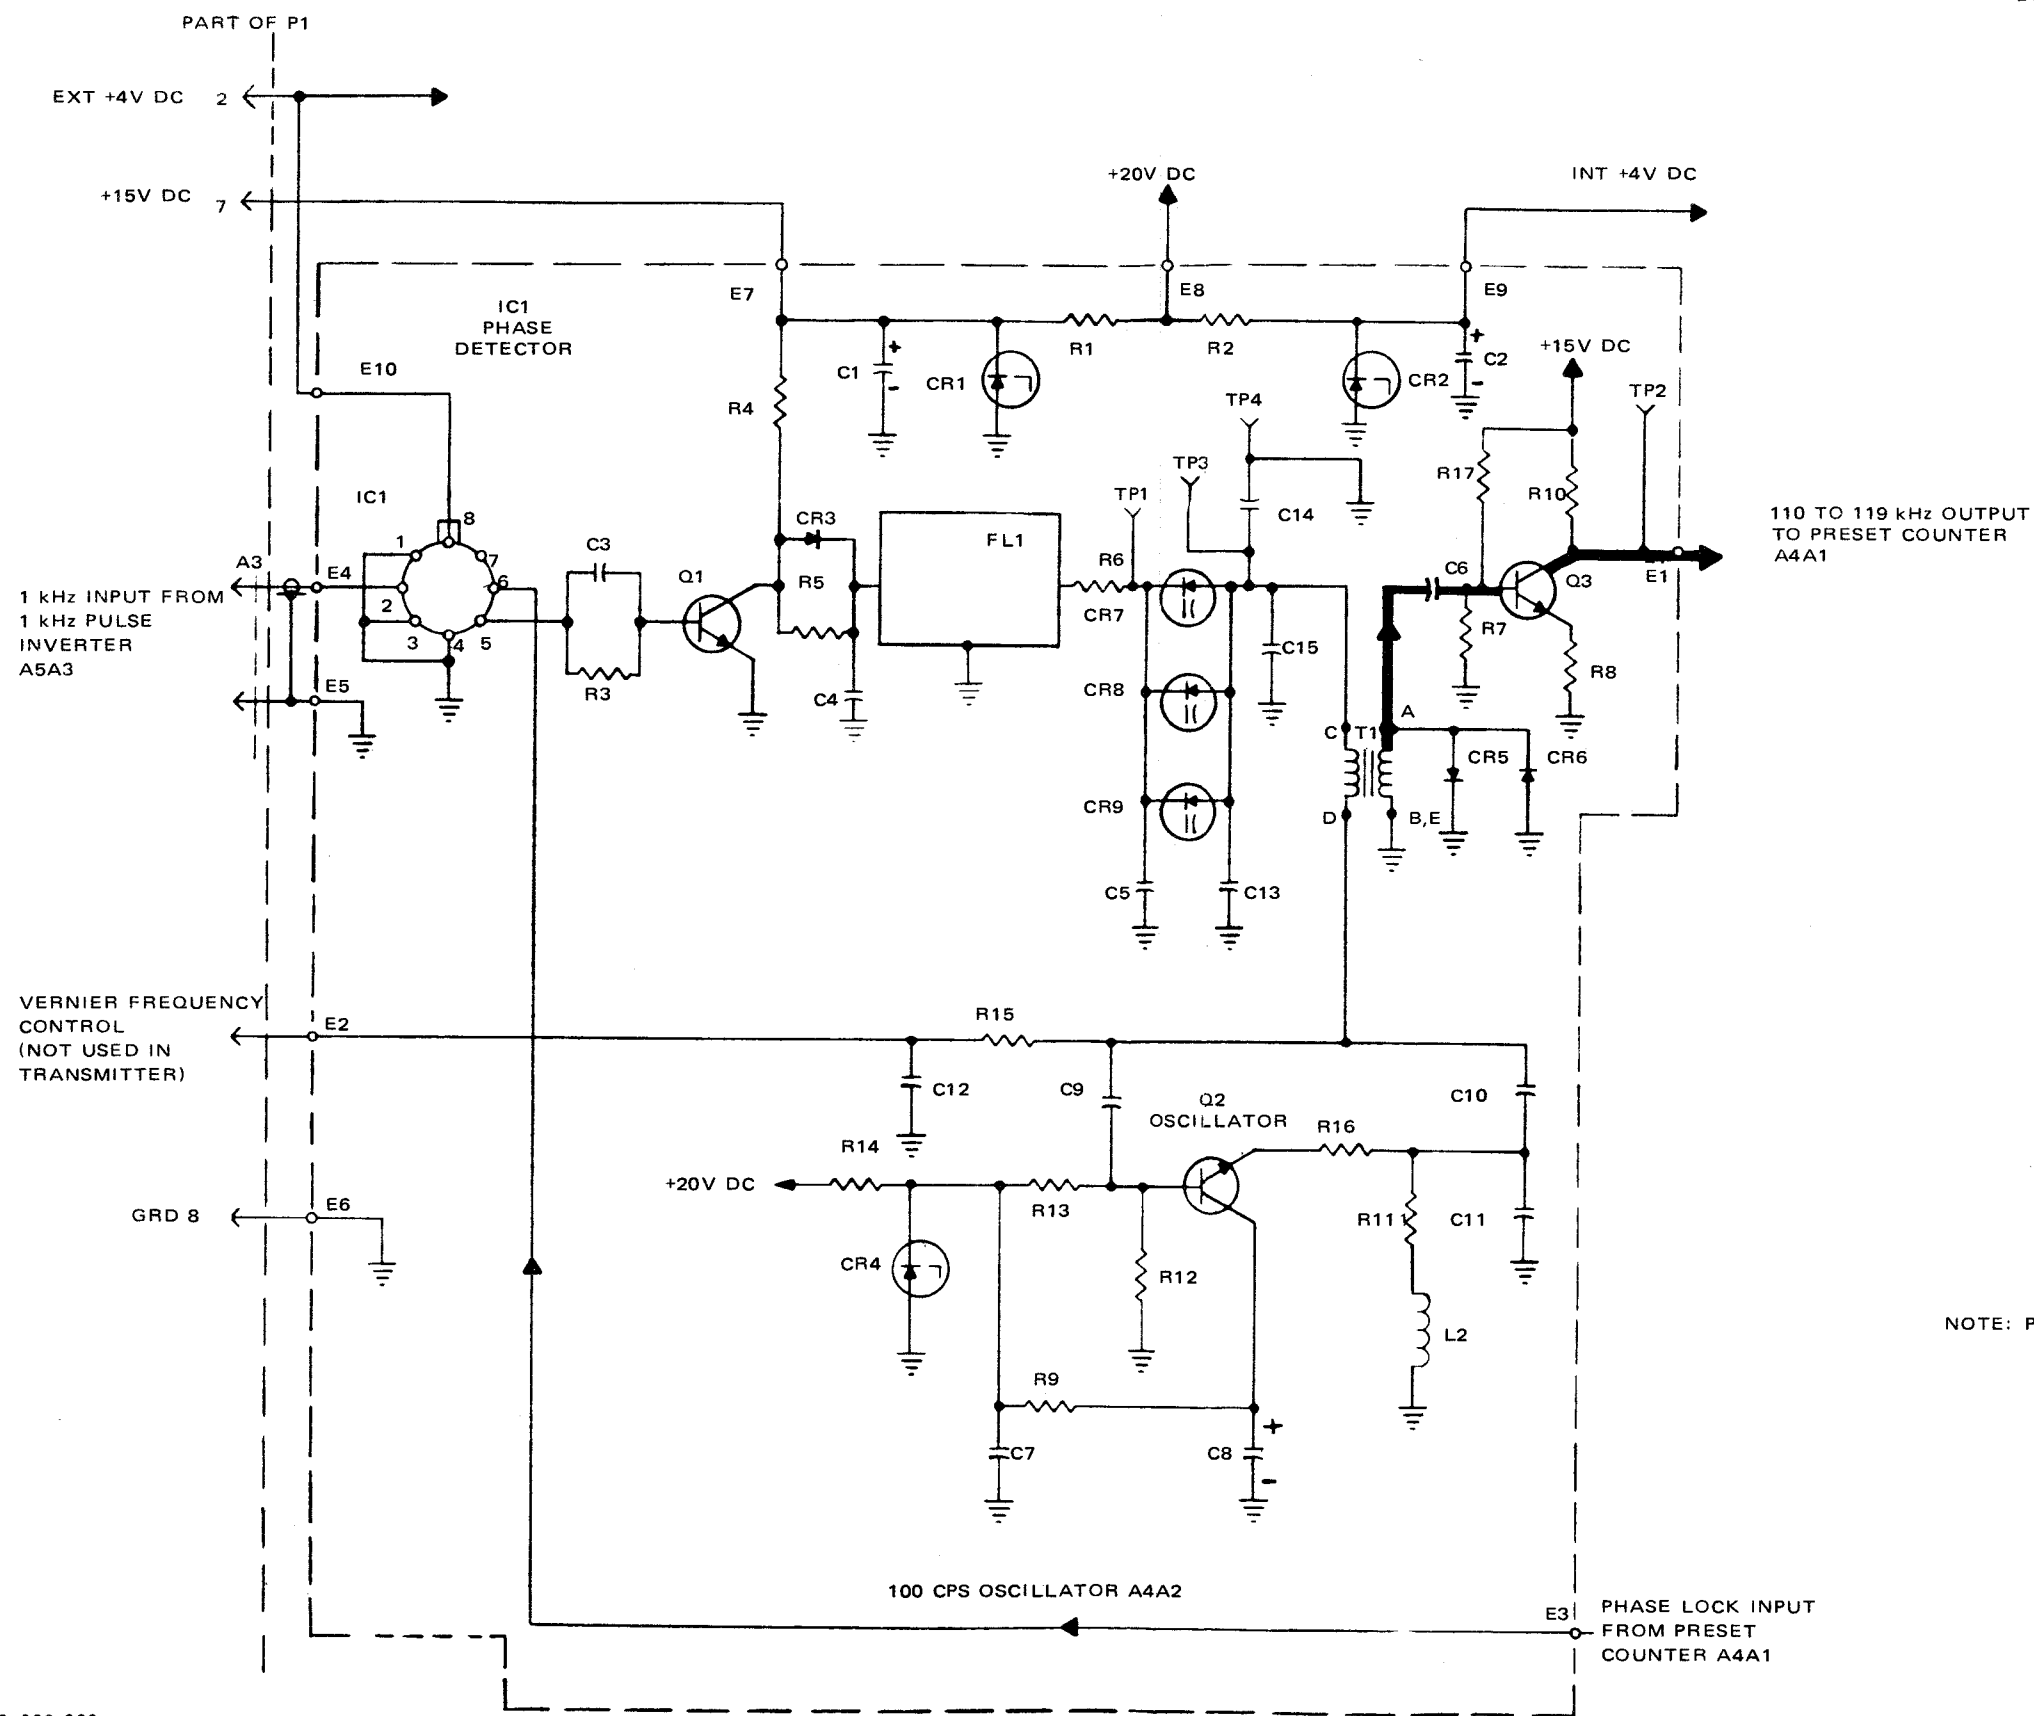 PART OF P1
EXT +4V DC 2
+15V DC 7
+20V DC
INT +4V DC
E7
E8
E9
IC1
PHASE
DETECTOR
E10
R1
R2
C1
CR1
CR2
C2
+
-
+
-
+15V DC
TP2
R4
TP4
TP3
R17
R10
IC1
8
1
7
6
2
3
4
5
A3
E4
1 kHz INPUT FROM
1 kHz PULSE
INVERTER
A5A3
E5
C3
R3
Q1
CR3
R5
C4
FL1
TP1
R6
CR7
C14
C15
CR8
CR9
C5
C13
C6
Q3
E1
R7
R8
110 TO 119 kHz OUTPUT
TO PRESET COUNTER
A4A1
A
C
T1
D
B,E
CR5
CR6
VERNIER FREQUENCY
CONTROL
(NOT USED IN
TRANSMITTER)
E2
R15
C12
C9
C10
Q2
OSCILLATOR
R16
R14
+20V DC
R13
R11
C11
GRD 8
E6
CR4
R12
L2
NOTE: P
R9
C7
C8
+
-
100 CPS OSCILLATOR A4A2
E3
PHASE LOCK INPUT
FROM PRESET
COUNTER A4A1